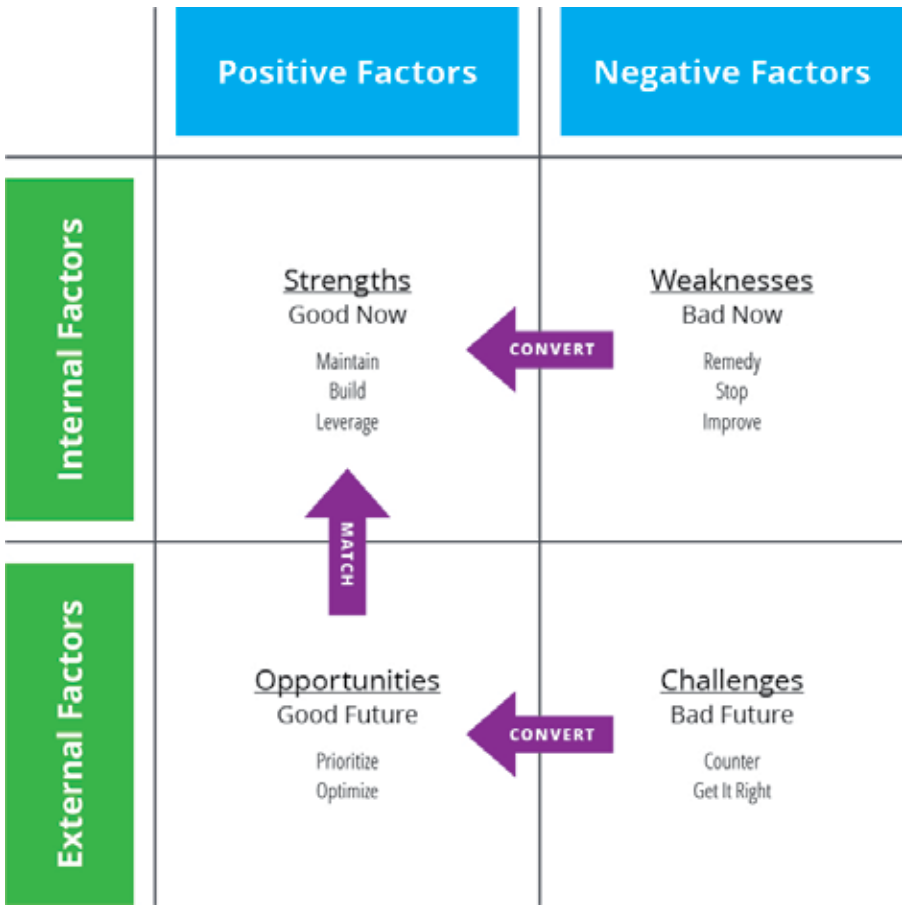 Positive Factors
Negative Factors
Internal Factors
Strengths
Good Now
Maintain
Build
Leverage
CONVERT
Weaknesses
Bad Now
Remedy
Stop
Improve
MATCH
External Factors
Opportunities
Good Future
Prioritize
Optimize
CONVERT
Challenges
Bad Future
Counter
Get It Right